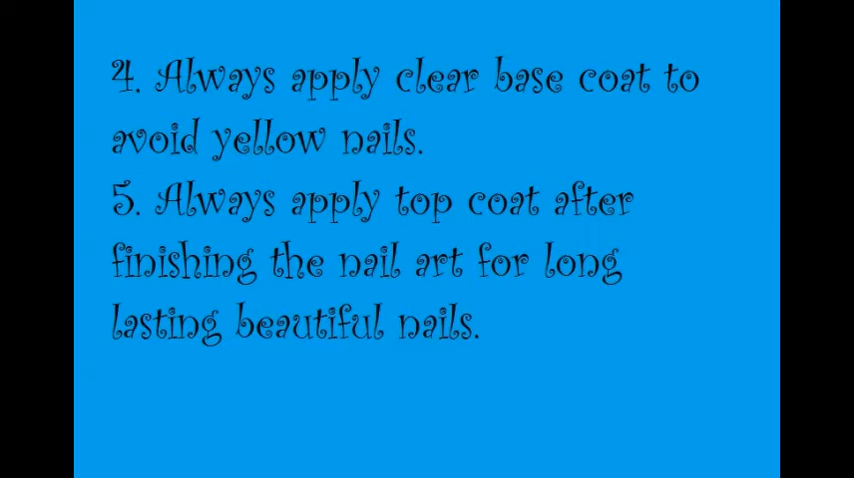 4. Always apply clear base coat to
avoid yellow nails.
5. Always apply top coat after
finishing the nail art for long
lasting beautiful nails.